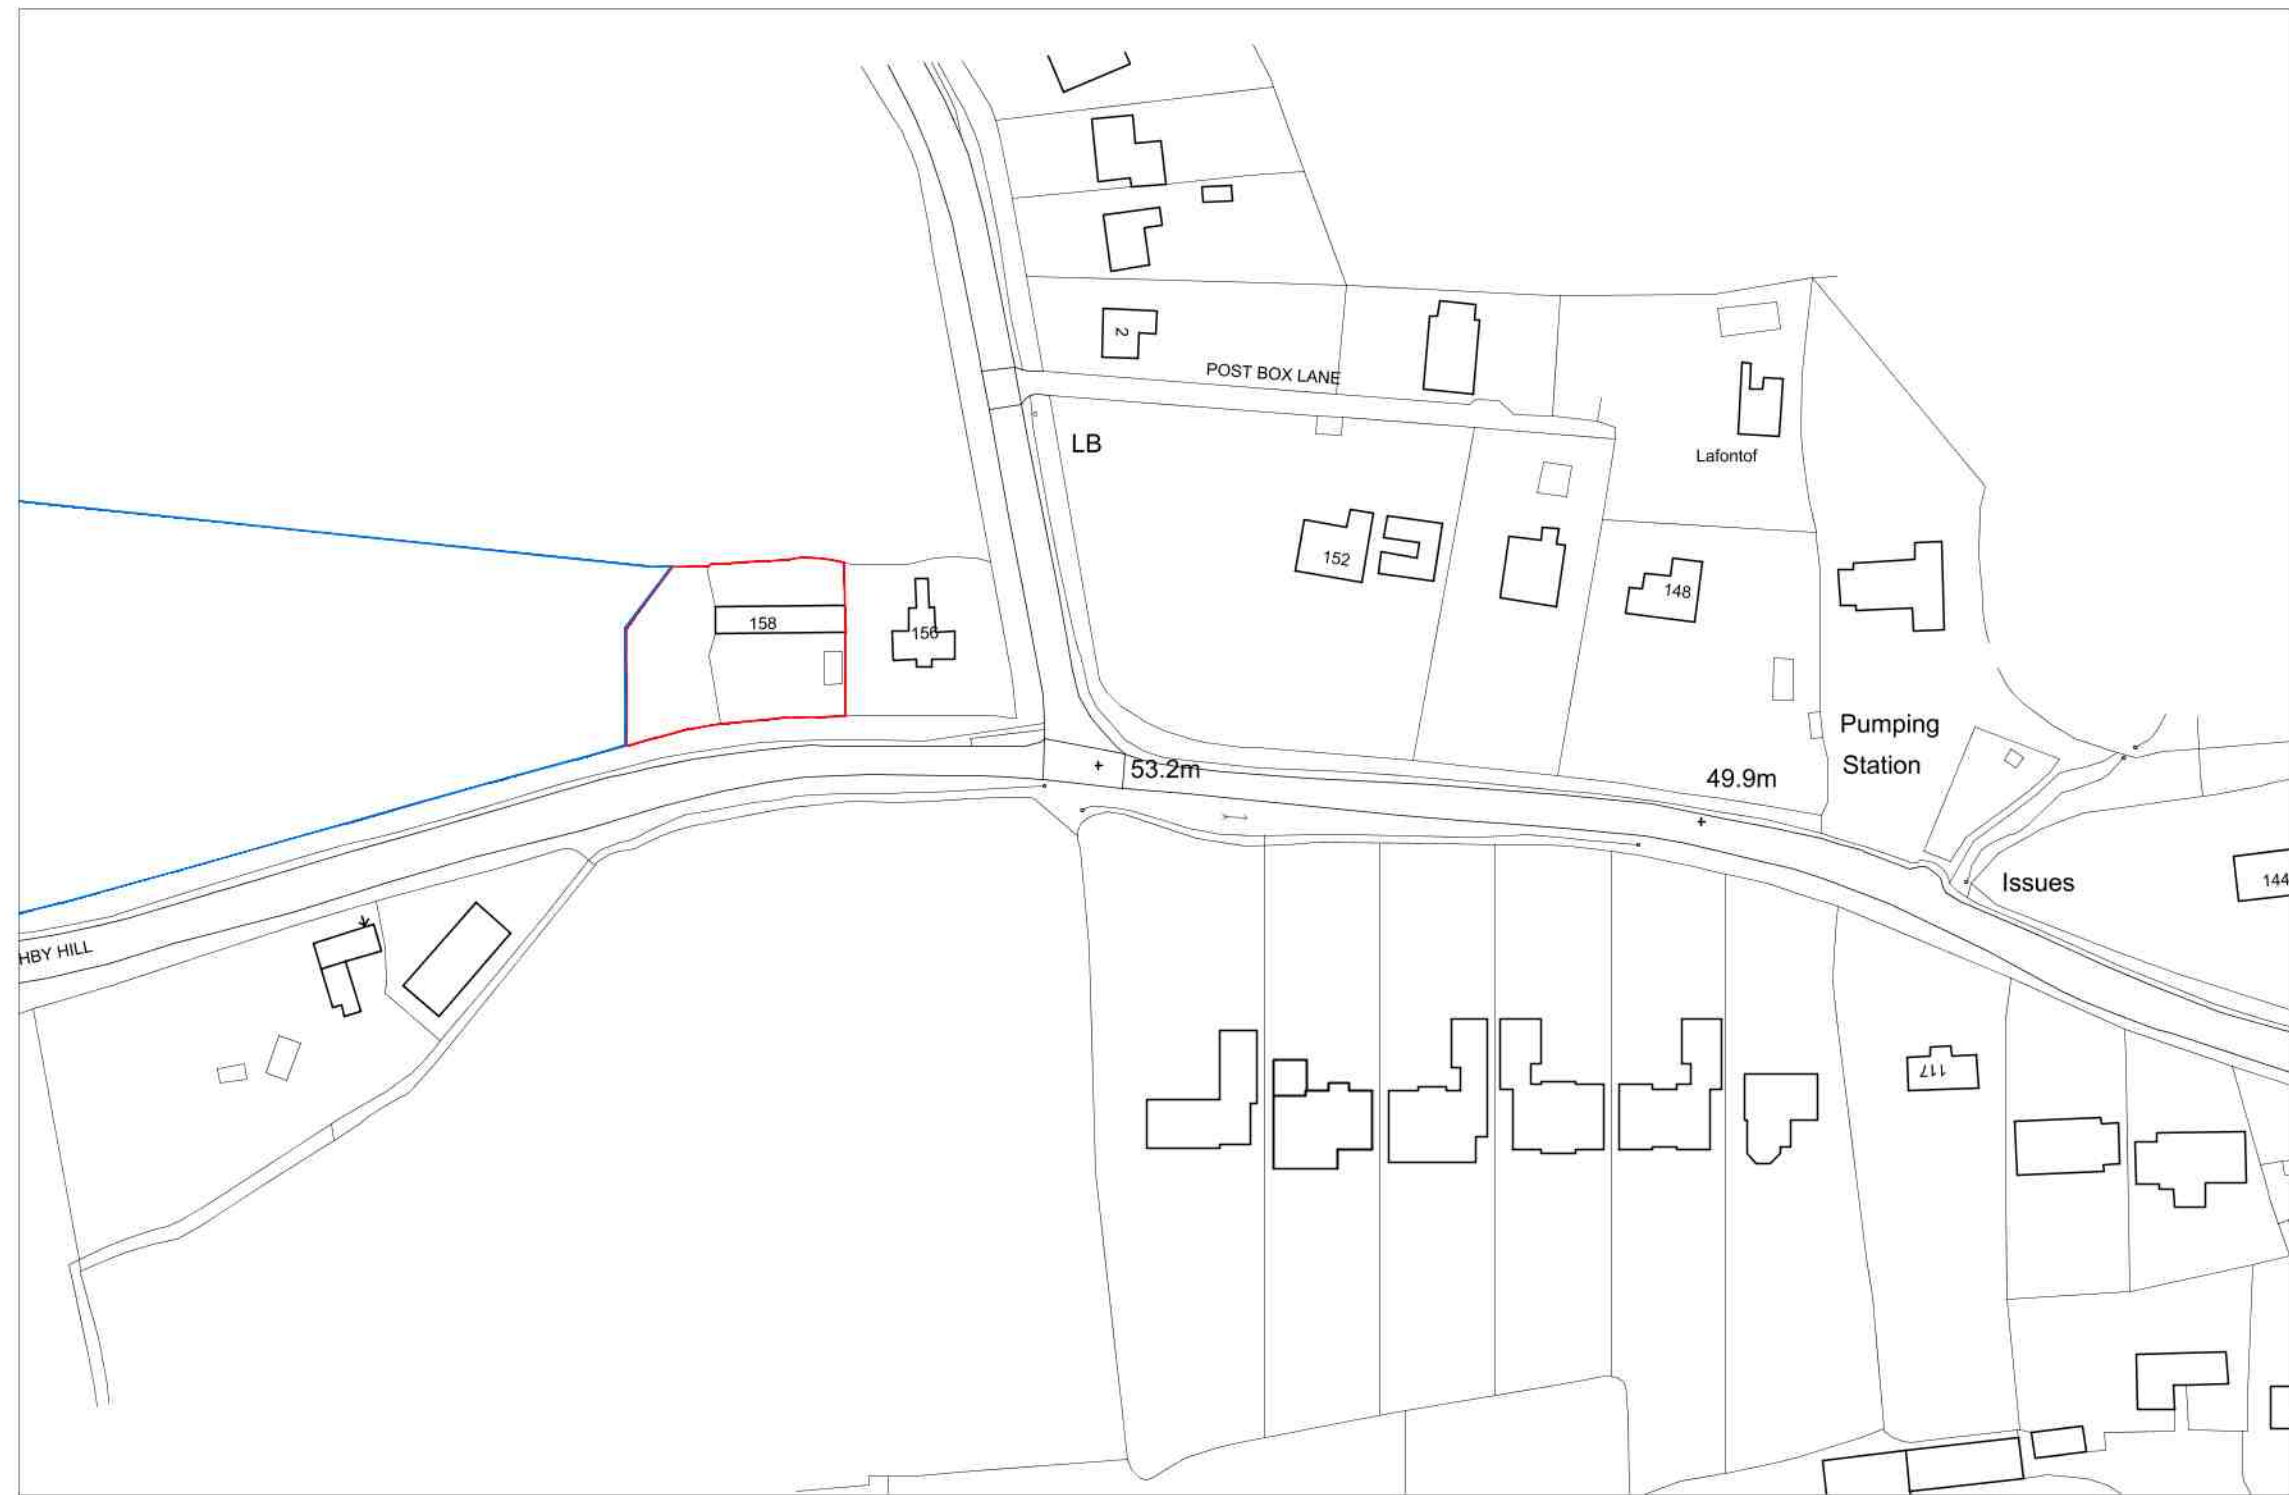 2
POST BOX LANE
LB
Lafontof
152
148
158
156
Pumping
Station
53.2m
49.9m
Issues
144
HBY HILL
117